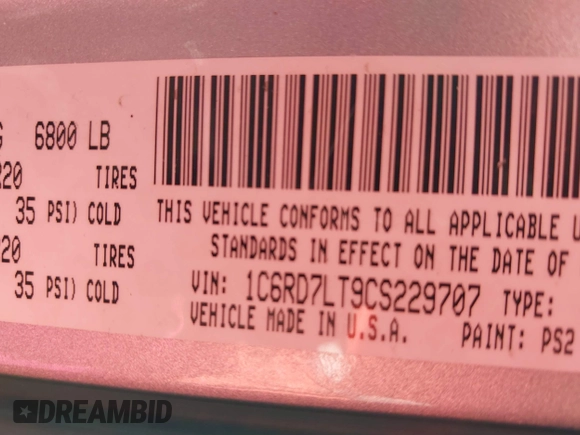 6800 LB
20 TIRES
35 PSI) COLD
20 TIRES
35 PSI) COLD
THIS VEHICLE CONFORMS TO ALL APPLICABLE
STANDARDS IN EFFECT ON THE DATE OF
VIN: 1C6RD7LT9CS229707 TYPE:
VEHICLE MADE IN U.S.A. PAINT: PS2
DREAMBID